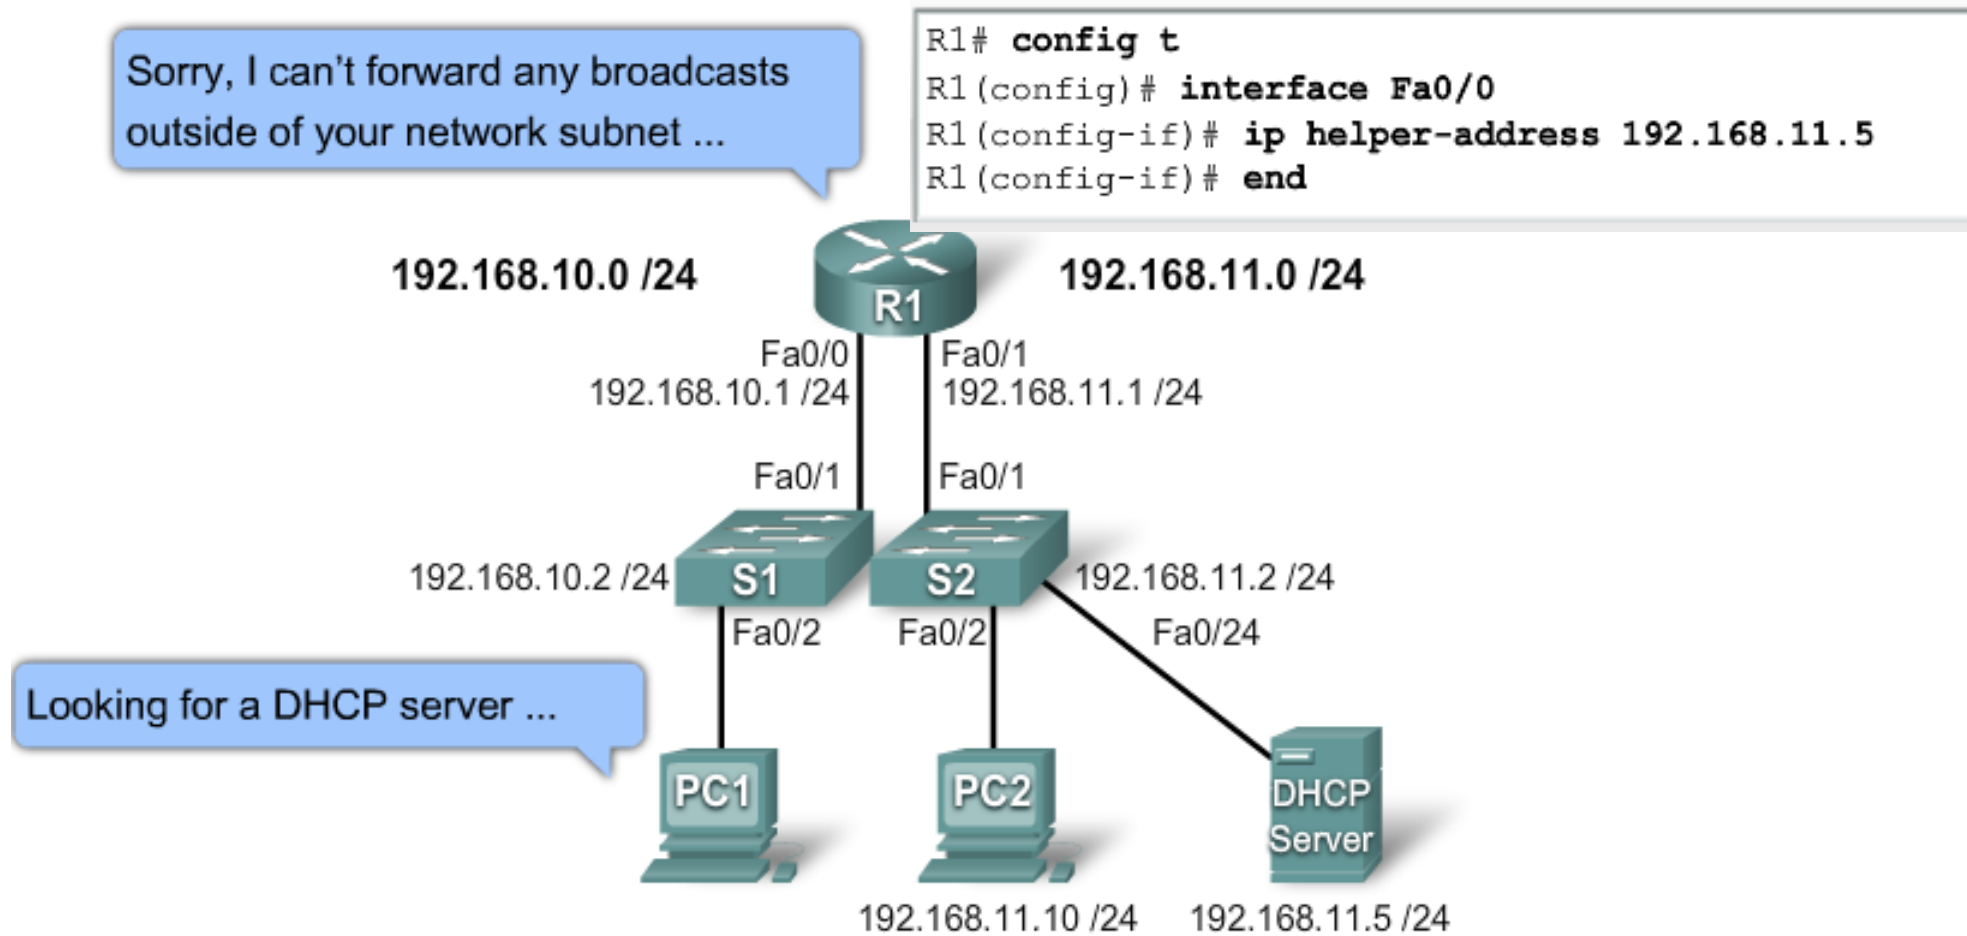 Sorry, I can't forward any broadcasts
outside of your network subnet ...
R1# config t
R1(config)# interface Fa0/0
R1(config-if)# ip helper-address 192.168.11.5
R1(config-if)# end
192.168.10.0 /24
192.168.11.0 /24
R1
Fa0/0
Fa0/1
192.168.10.1 /24
192.168.11.1 /24
Fa0/1
Fa0/1
192.168.10.2 /24
S1
S2
192.168.11.2 /24
Fa0/2
Fa0/2
Fa0/24
Looking for a DHCP server ...
PC1
PC2
DHCP
Server
192.168.11.10 /24
192.168.11.5 /24